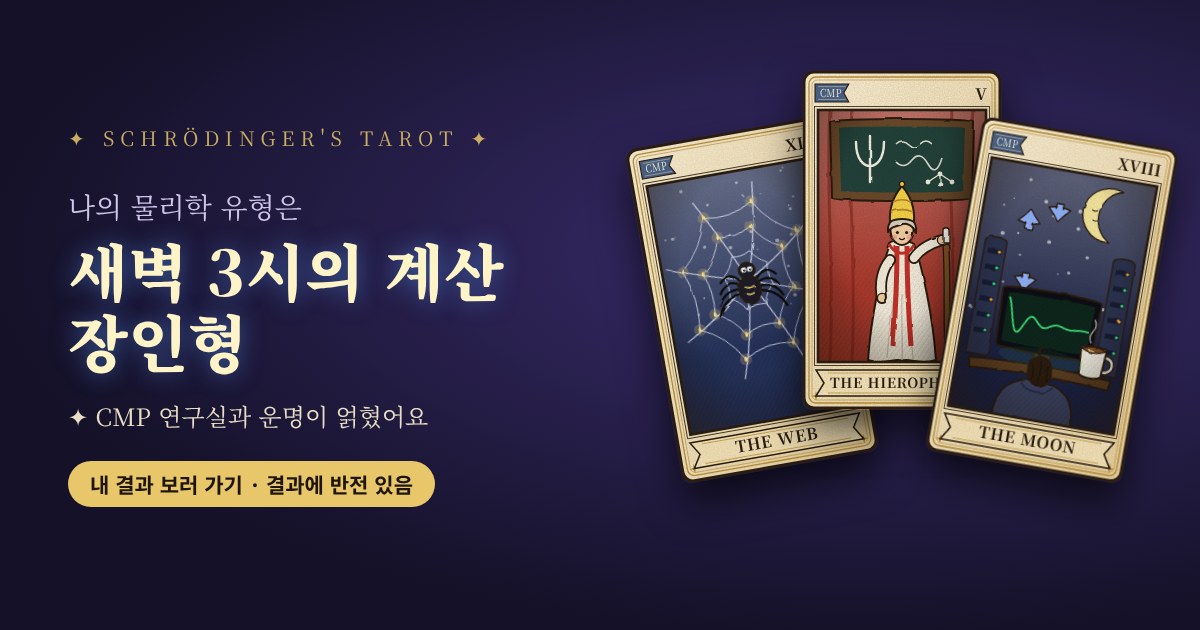 ✦ SCHRÖDINGER'S TAROT ✦
나의 물리학 유형은
새벽 3시의 계산
장인형
✦ CMP 연구실과 운명이 얽혔어요
내 결과 보러 가기 · 결과에 반전 있음
CMP
THE WEB
CMP V
THE
CMP XVIII
THE MOON